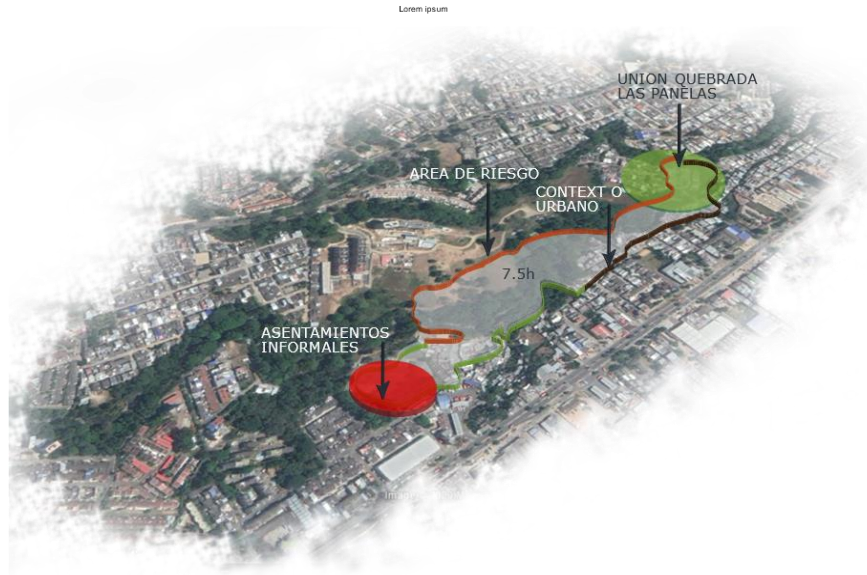 Lorem ipsum
UNION QUEBRADA
LAS PANELAS
AREA DE RIESGO
CONTEXT O
URBANO
7.5h
ASENTAMIENTOS
INFORMALES